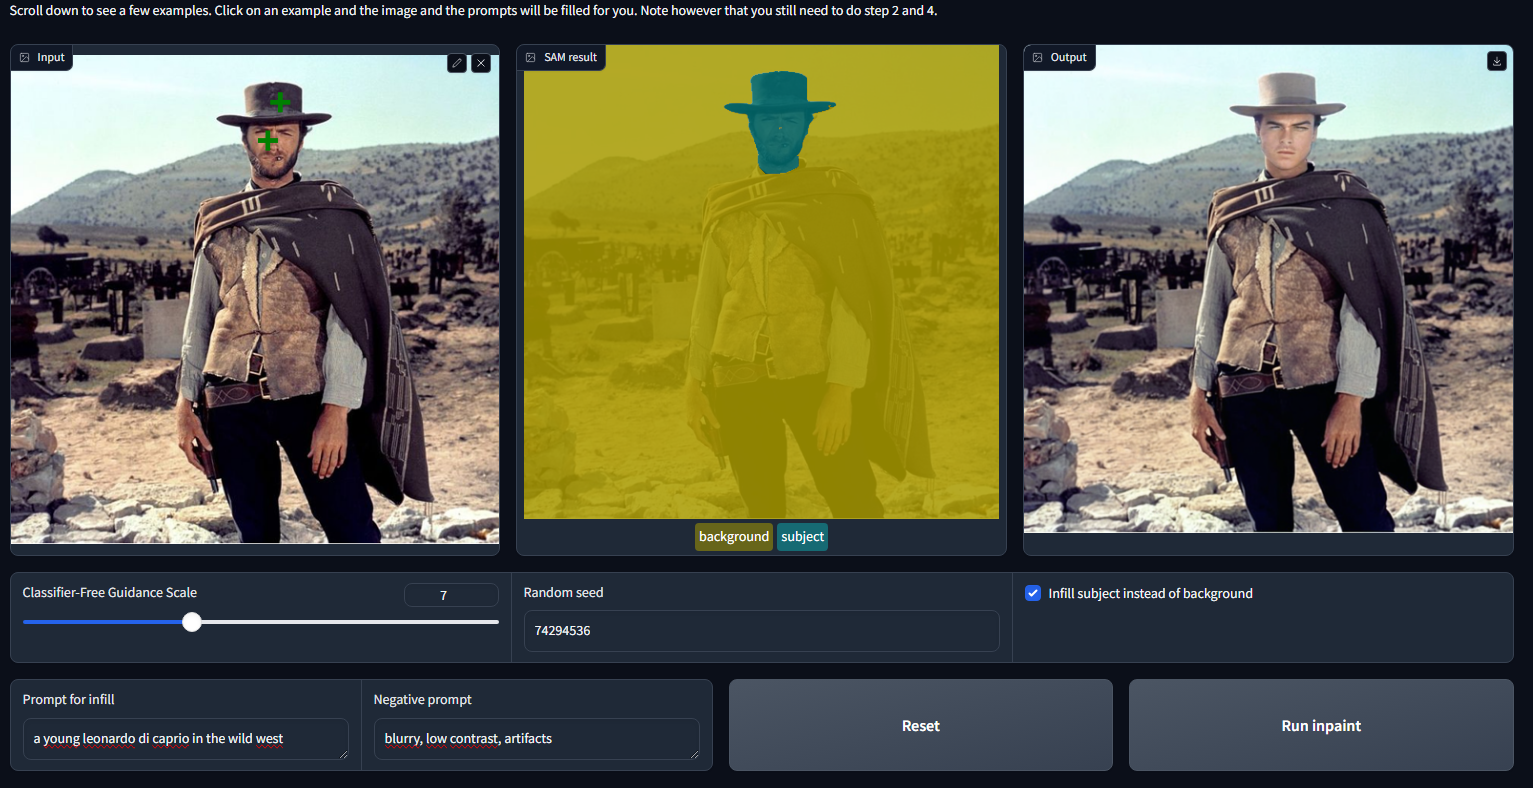 Scroll down to see a few examples. Click on an example and the image and the prompts will be filled for you. Note however that you still need to do step 2 and 4.
Input
SAM result
Output
background subject
Classifier-Free Guidance Scale
7
Random seed
74294536
Infill subject instead of background
Prompt for infill
a young leonardo di caprio in the wild west
Negative prompt
blurry, low contrast, artifacts
Reset
Run inpaint